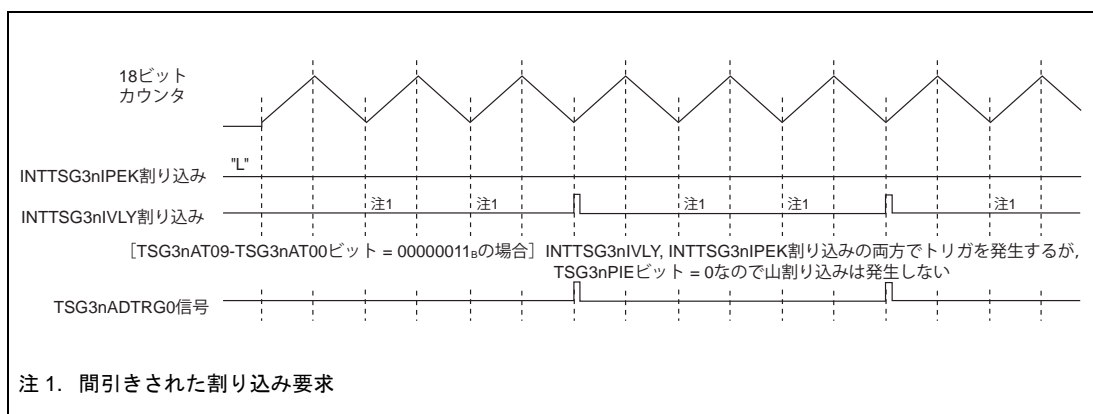 18ビット
カウンタ
"L"
INTTSG3nIPEK割り込み
注1 注1 注1 注1 注1
INTTSG3nIVLY割り込み
［TSG3nAT09-TSG3nAT00ビット = 00000011Bの場合］INTTSG3nIVLY, INTTSG3nIPEK割り込みの両方でトリガを発生するが,
TSG3nPIEビット = 0なので山割り込みは発生しない
TSG3nADTRG0信号
注 1. 間引きされた割り込み要求